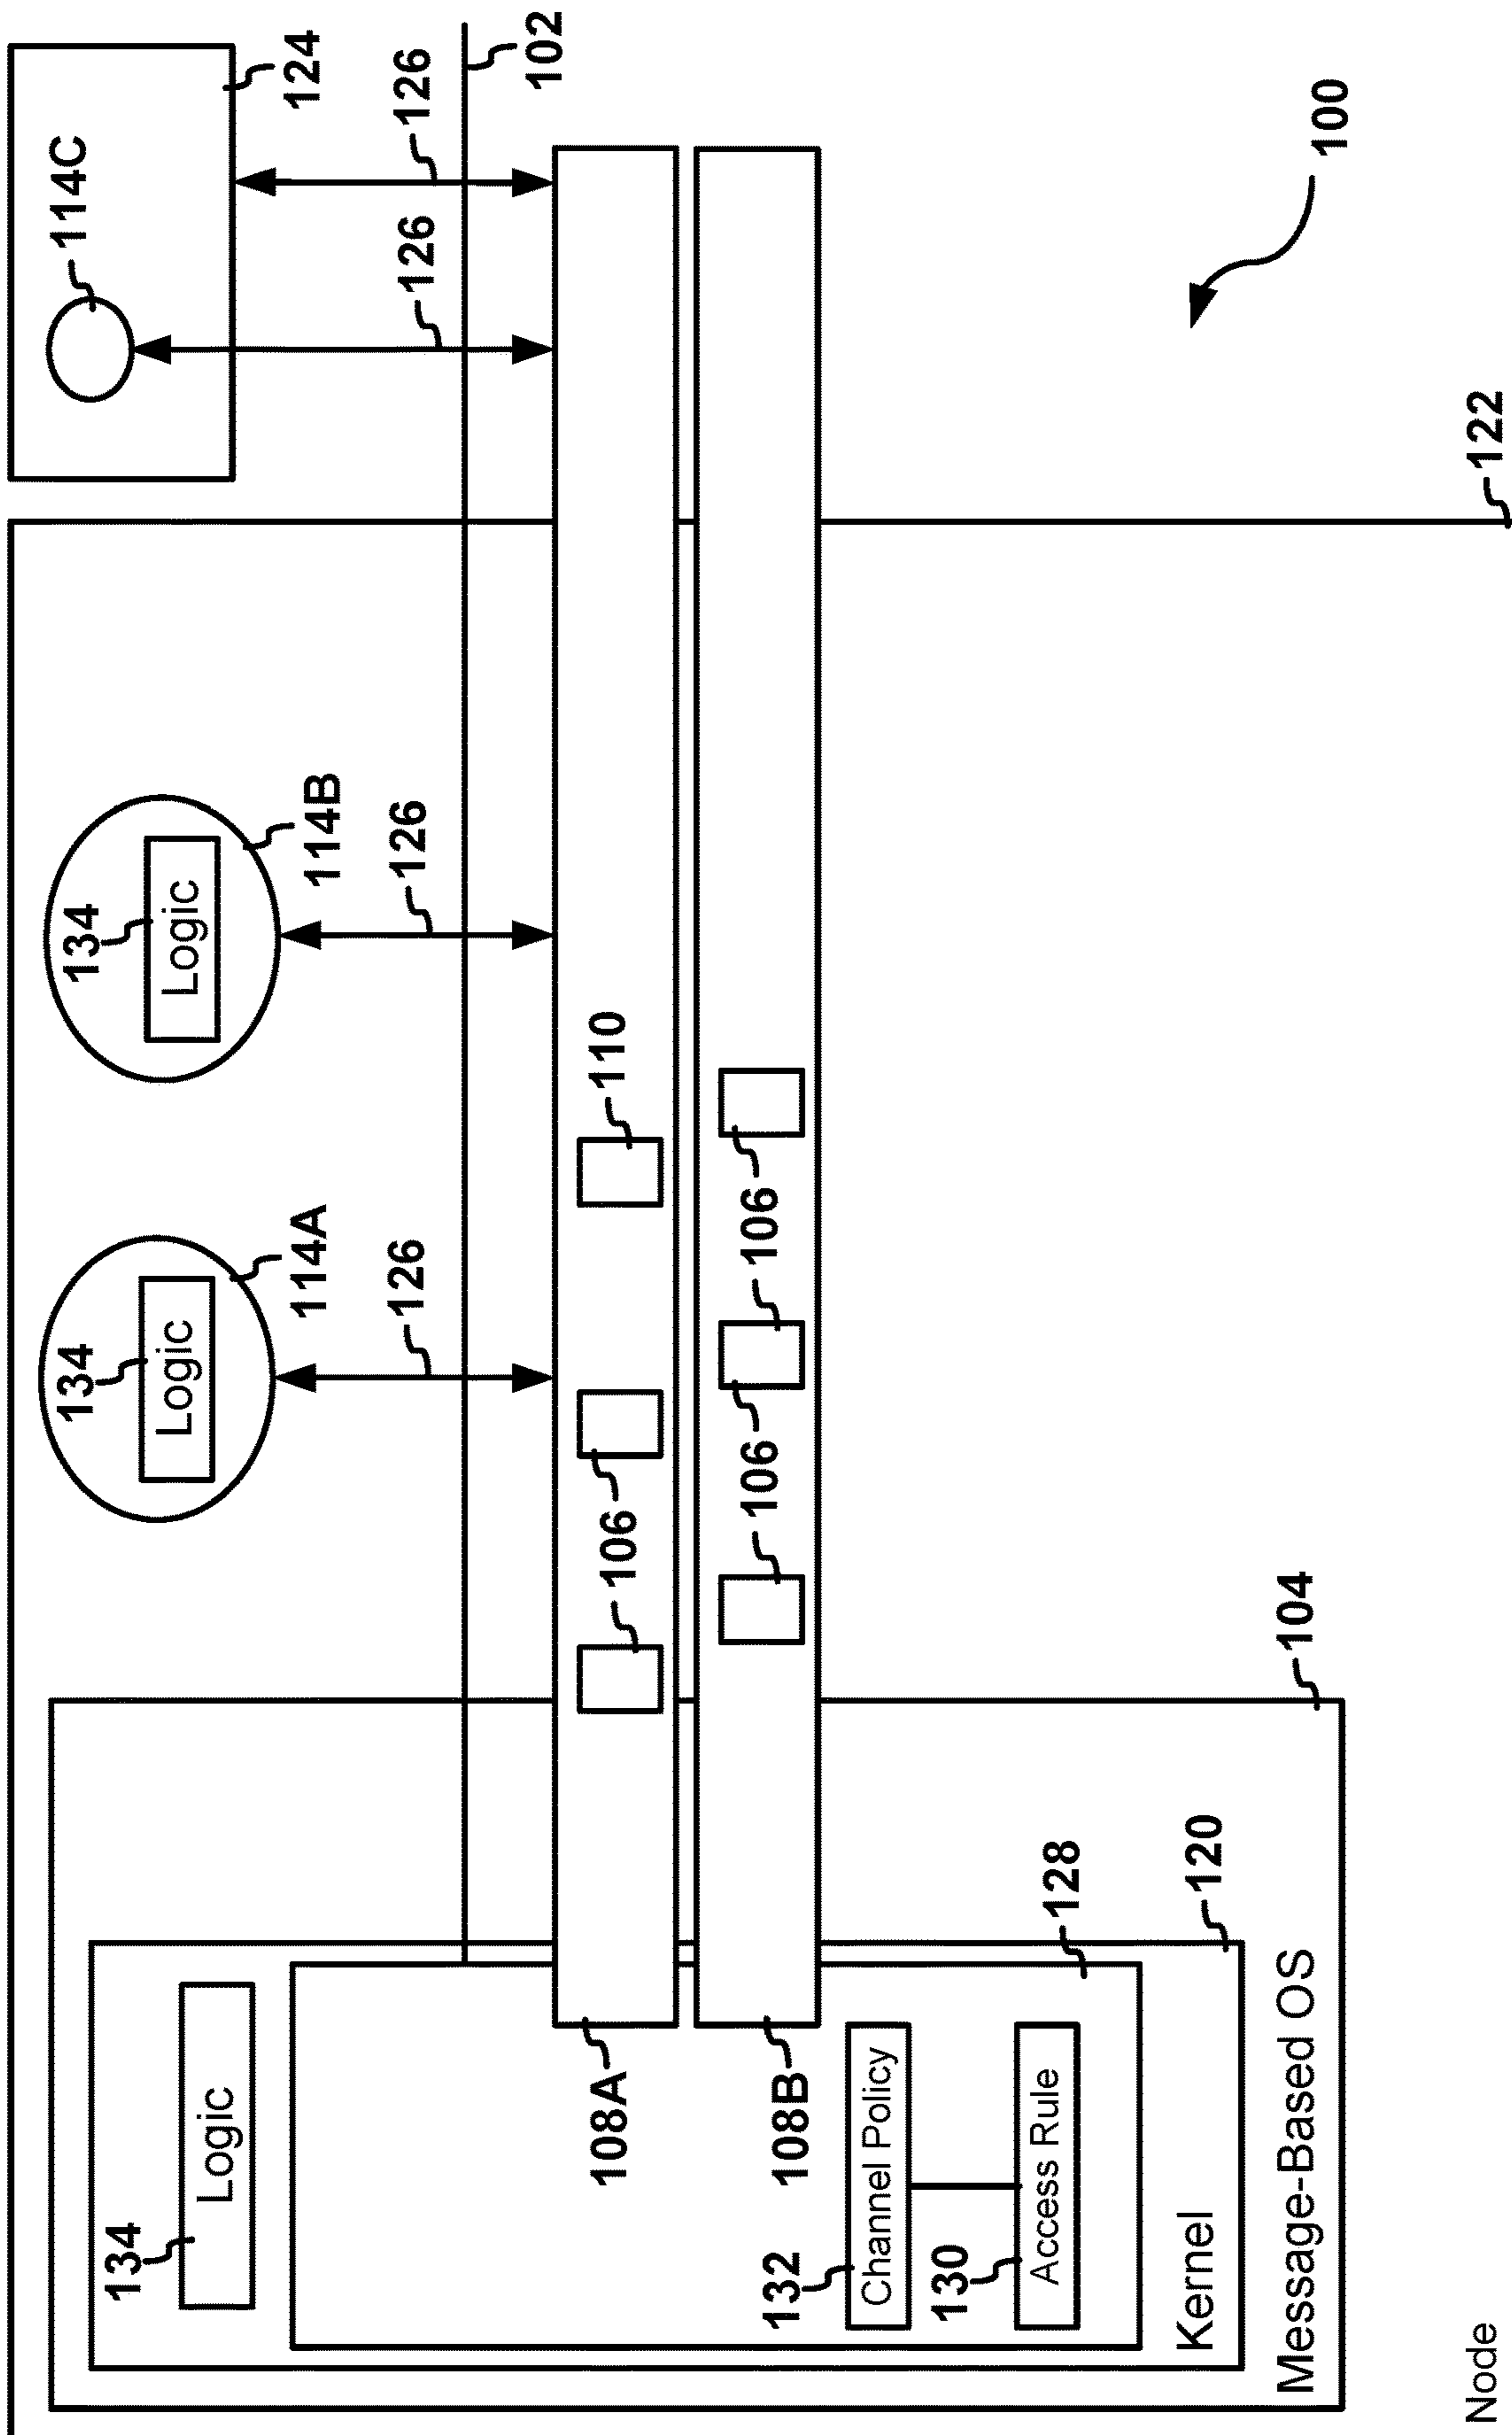 134
134
114C
134
Logic
Logic
Logic
114A
114B
124
126
126
126
126
102
108A
106
110
108B
106
106
132
Channel Policy
130
Access Rule
128
Kernel
120
Message-Based OS
104
100
Node
122